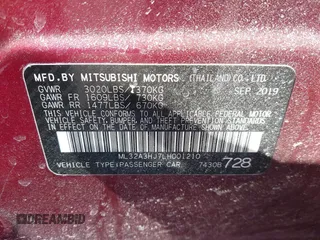 MFD.BY MITSUBISHI MOTORS (THAILAND)CO.,LTD.
GVWR 3020LBS/1370KG SEP 2019
GAWR FR 1609LBS/ 730KG
GAWR RR 1477LBS/ 670KG
THIS VEHICLE CONFORMS TO ALL APPLICABLE
FEDERAL MOTOR VEHICLE SAFETY, BUMPER, AND
THEFT PREVENTION STANDARDS IN EFFECT ON THE
DATE OF MANUFACTURE SHOWN ABOVE.
ML32A3HJ7LH001210
VEHICLE TYPE:PASSENGER CAR 7430B 728
DREAMBID